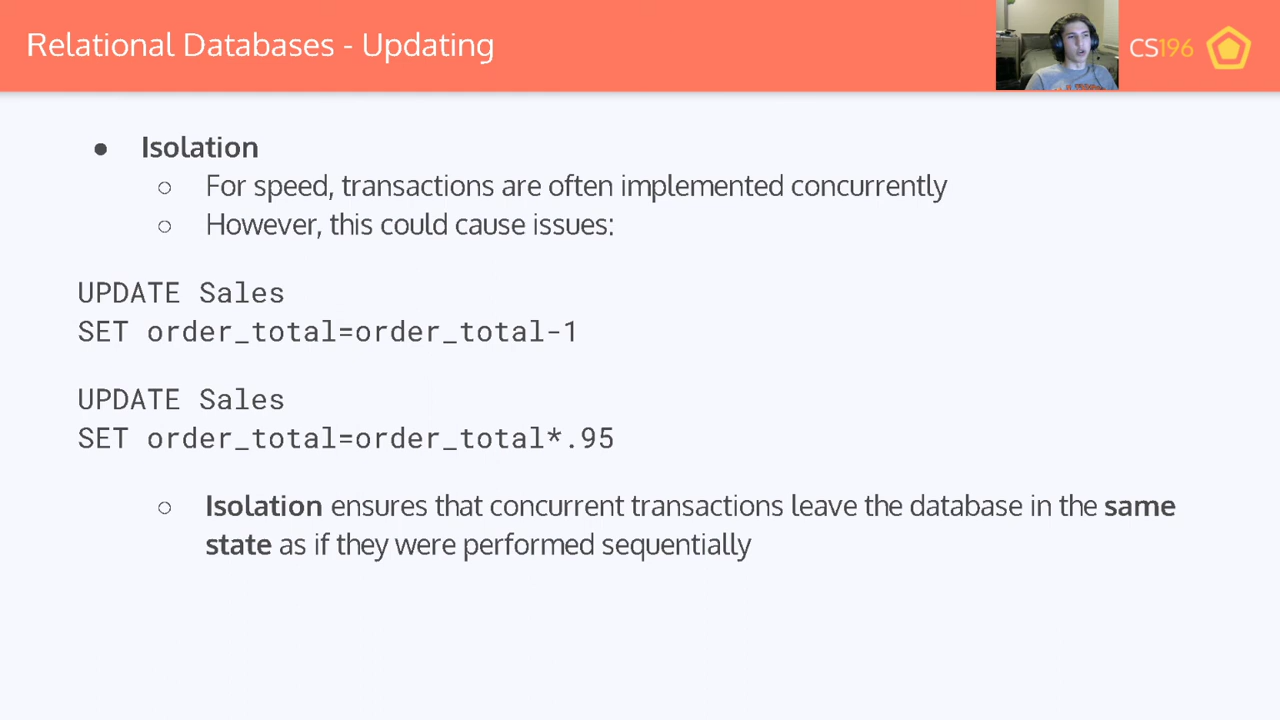 Relational Databases - Updating
CS196
● Isolation
○ For speed, transactions are often implemented concurrently
○ However, this could cause issues:
UPDATE Sales
SET order_total=order_total-1
UPDATE Sales
SET order_total=order_total*.95
○ Isolation ensures that concurrent transactions leave the database in the same
state as if they were performed sequentially